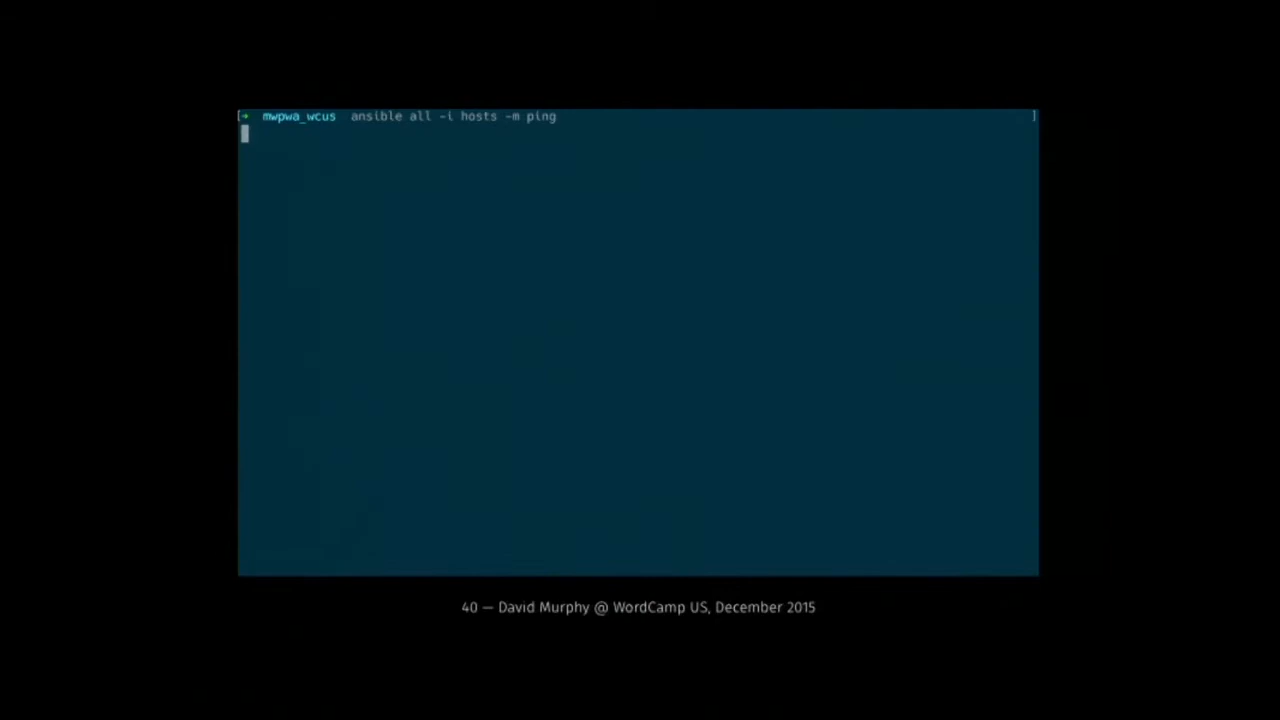 [➜  mwpwa_wcus  ansible all -i hosts -m ping ]
40 — David Murphy @ WordCamp US, December 2015